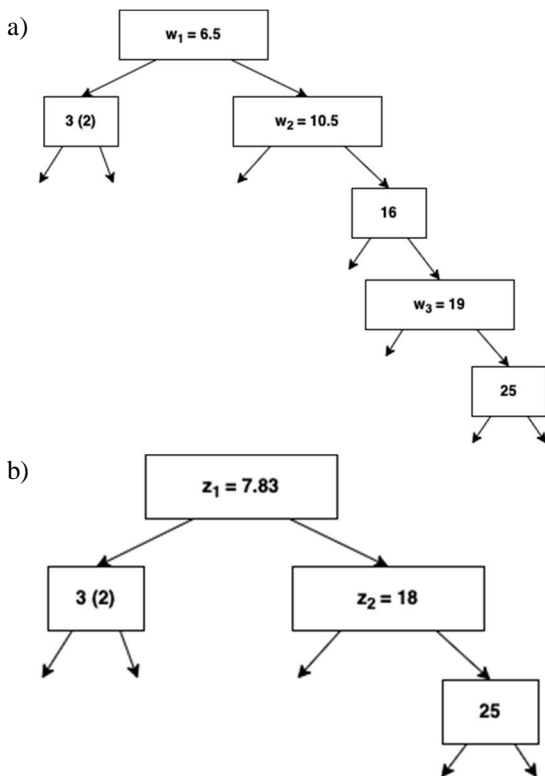 a)
w₁ = 6.5
3 (2)
w₂ = 10.5
16
w₃ = 19
25
b)
z₁ = 7.83
3 (2)
z₂ = 18
25